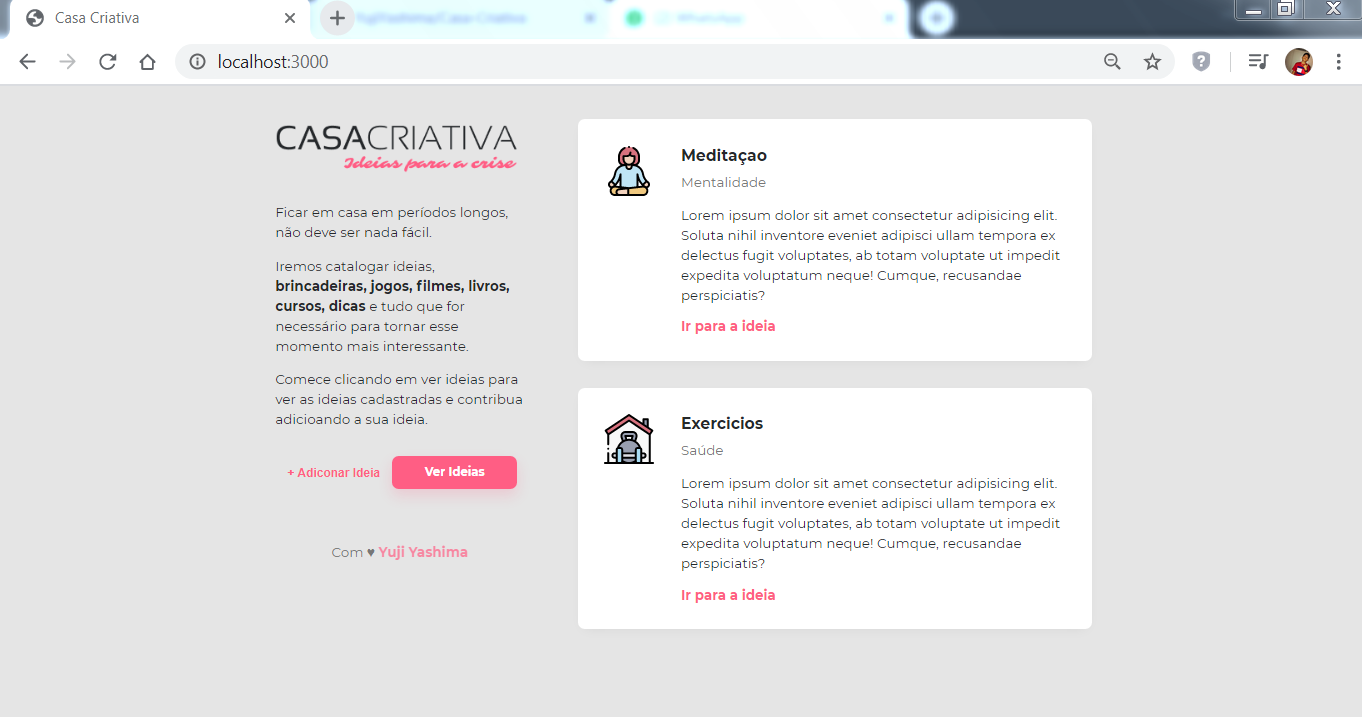 Casa Criativa
YujiYashima/Casa-Criativa
WhatsApp
localhost:3000
CASACRIATIVA
Ideias para a crise
Ficar em casa em períodos longos,
não deve ser nada fácil.
Iremos catalogar ideias,
brincadeiras, jogos, filmes, livros,
cursos, dicas e tudo que for
necessário para tornar esse
momento mais interessante.
Comece clicando em ver ideias para
ver as ideias cadastradas e contribua
adicioando a sua ideia.
+ Adiconar Ideia
Ver Ideias
Com ♥ Yuji Yashima
Meditaçao
Mentalidade
Lorem ipsum dolor sit amet consectetur adipisicing elit.
Soluta nihil inventore eveniet adipisci ullam tempora ex
delectus fugit voluptates, ab totam voluptate ut impedit
expedita voluptatum neque! Cumque, recusandae
perspiciatis?
Ir para a ideia
Exercicios
Saúde
Lorem ipsum dolor sit amet consectetur adipisicing elit.
Soluta nihil inventore eveniet adipisci ullam tempora ex
delectus fugit voluptates, ab totam voluptate ut impedit
expedita voluptatum neque! Cumque, recusandae
perspiciatis?
Ir para a ideia